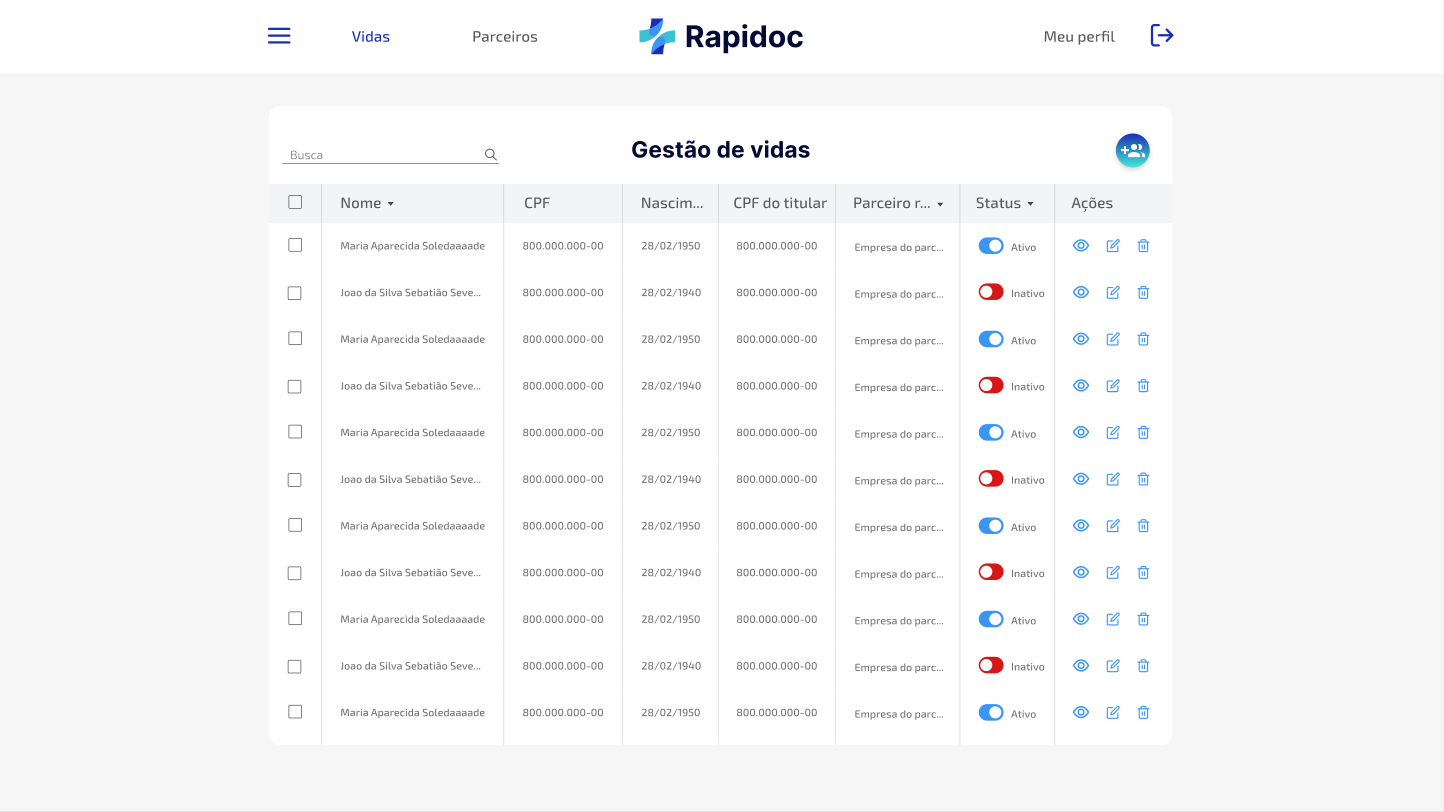 Vidas Parceiros Rapidoc Meu perfil
Busca Gestão de vidas
Nome CPF Nascim... CPF do titular Parceiro r... Status Ações
Maria Aparecida Soledaaaade 800.000.000-00 28/02/1950 800.000.000-00 Empresa do parc... Ativo
Joao da Silva Sebatião Seve... 800.000.000-00 28/02/1940 800.000.000-00 Empresa do parc... Inativo
Maria Aparecida Soledaaaade 800.000.000-00 28/02/1950 800.000.000-00 Empresa do parc... Ativo
Joao da Silva Sebatião Seve... 800.000.000-00 28/02/1940 800.000.000-00 Empresa do parc... Inativo
Maria Aparecida Soledaaaade 800.000.000-00 28/02/1950 800.000.000-00 Empresa do parc... Ativo
Joao da Silva Sebatião Seve... 800.000.000-00 28/02/1940 800.000.000-00 Empresa do parc... Inativo
Maria Aparecida Soledaaaade 800.000.000-00 28/02/1950 800.000.000-00 Empresa do parc... Ativo
Joao da Silva Sebatião Seve... 800.000.000-00 28/02/1940 800.000.000-00 Empresa do parc... Inativo
Maria Aparecida Soledaaaade 800.000.000-00 28/02/1950 800.000.000-00 Empresa do parc... Ativo
Joao da Silva Sebatião Seve... 800.000.000-00 28/02/1940 800.000.000-00 Empresa do parc... Inativo
Maria Aparecida Soledaaaade 800.000.000-00 28/02/1950 800.000.000-00 Empresa do parc... Ativo